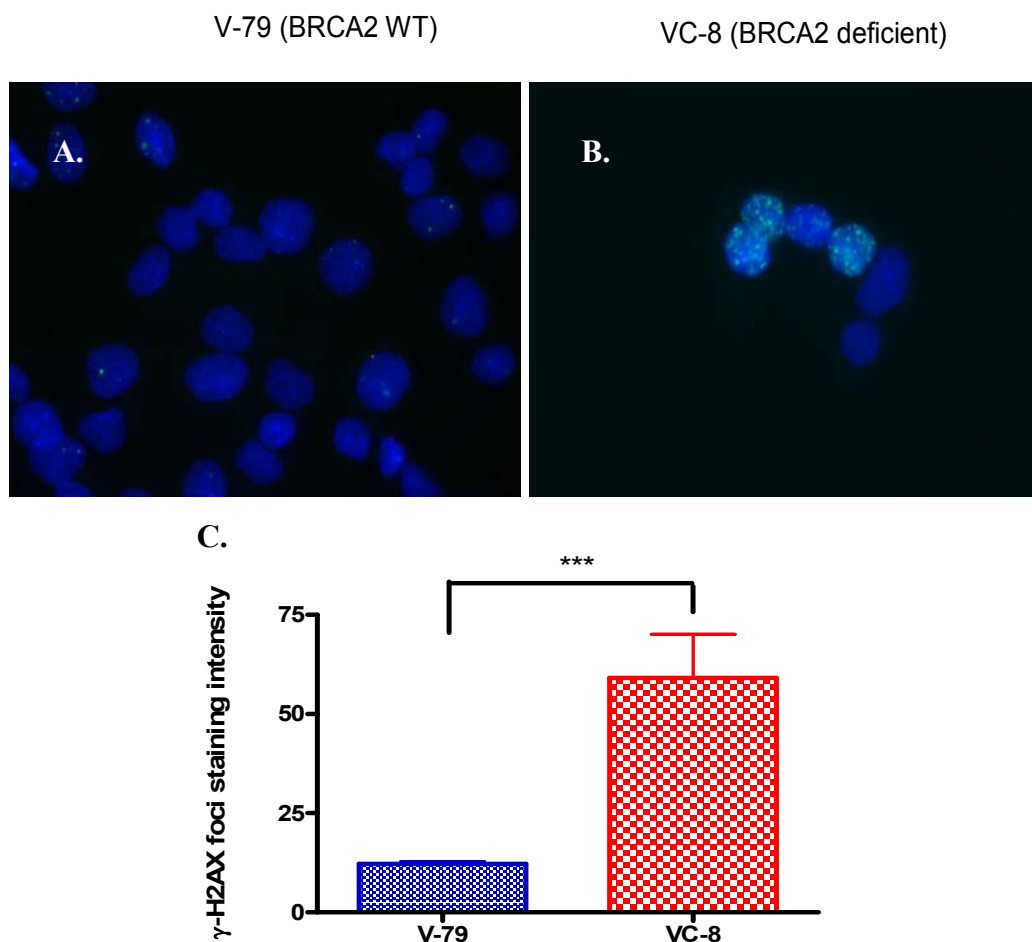 V-79 (BRCA2 WT)
VC-8 (BRCA2 deficient)
A.
B.
C.
***
γ-H2AX foci staining intensity
75
50
25
0
V-79
VC-8